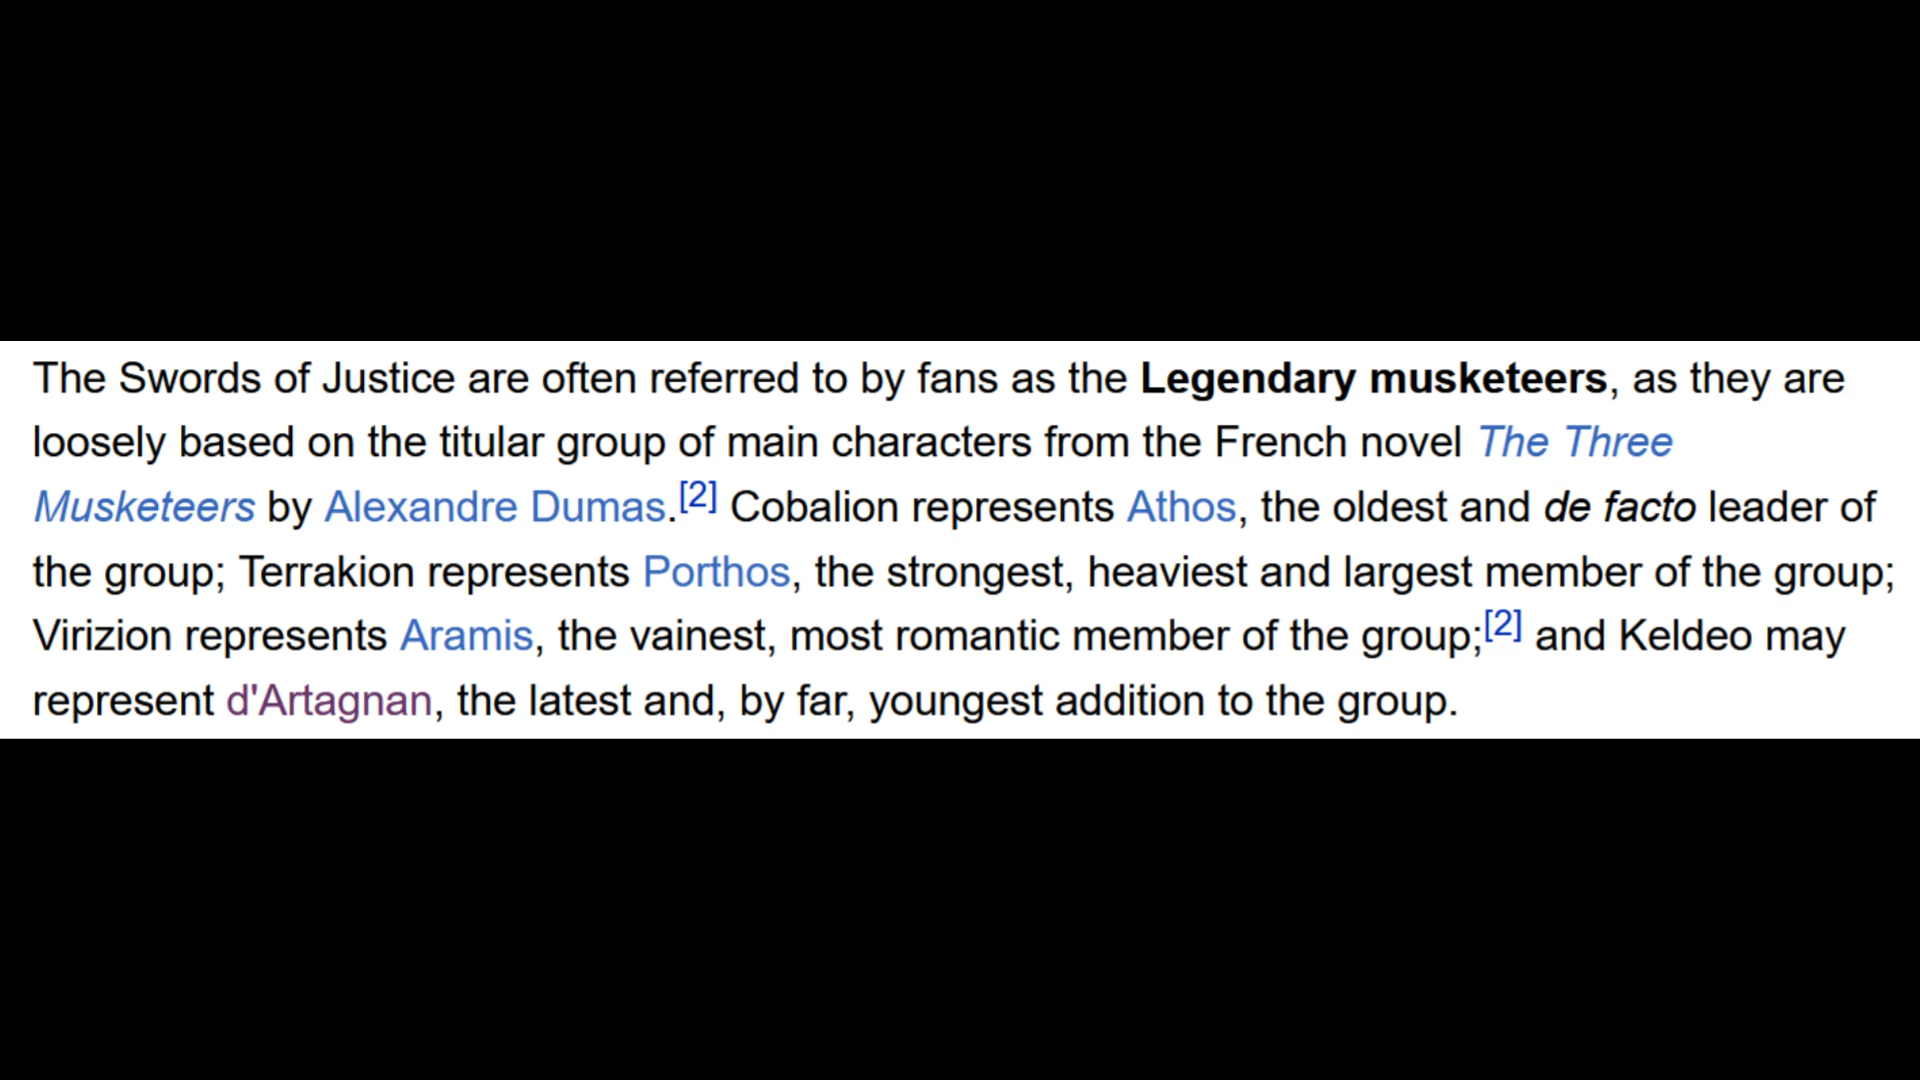 The Swords of Justice are often referred to by fans as the Legendary musketeers, as they are
loosely based on the titular group of main characters from the French novel The Three
Musketeers by Alexandre Dumas.[2] Cobalion represents Athos, the oldest and de facto leader of
the group; Terrakion represents Porthos, the strongest, heaviest and largest member of the group;
Virizion represents Aramis, the vainest, most romantic member of the group;[2] and Keldeo may
represent d'Artagnan, the latest and, by far, youngest addition to the group.